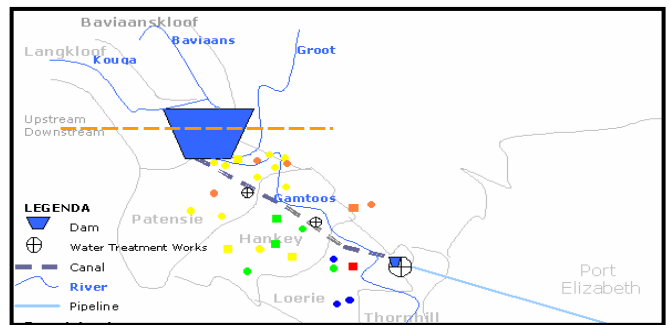 Baviaanskloof
Baviaans
Langkloof
Kouga
Groot
Upstream
Downstream
Gamtoos
LEGENDA
Dam
Water Treatment Works
Canal
River
Pipeline
Patensie
Hankey
Loerie
Thornhill
Port
Elizabeth